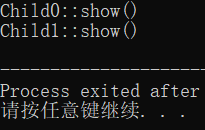 Child0::show()
Child1::show()
--------------------------------
Process exited after
请按任意键继续. . .